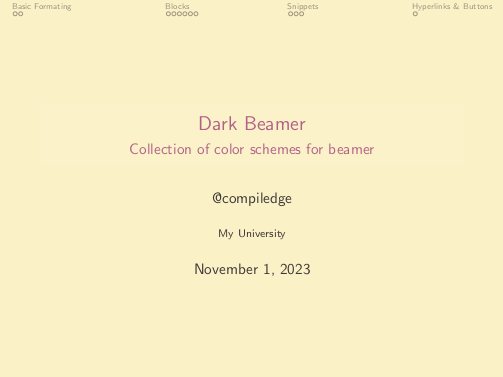 Basic Formating
Blocks
Snippets
Hyperlinks & Buttons
Dark Beamer
Collection of color schemes for beamer
@compiledge
My University
November 1, 2023